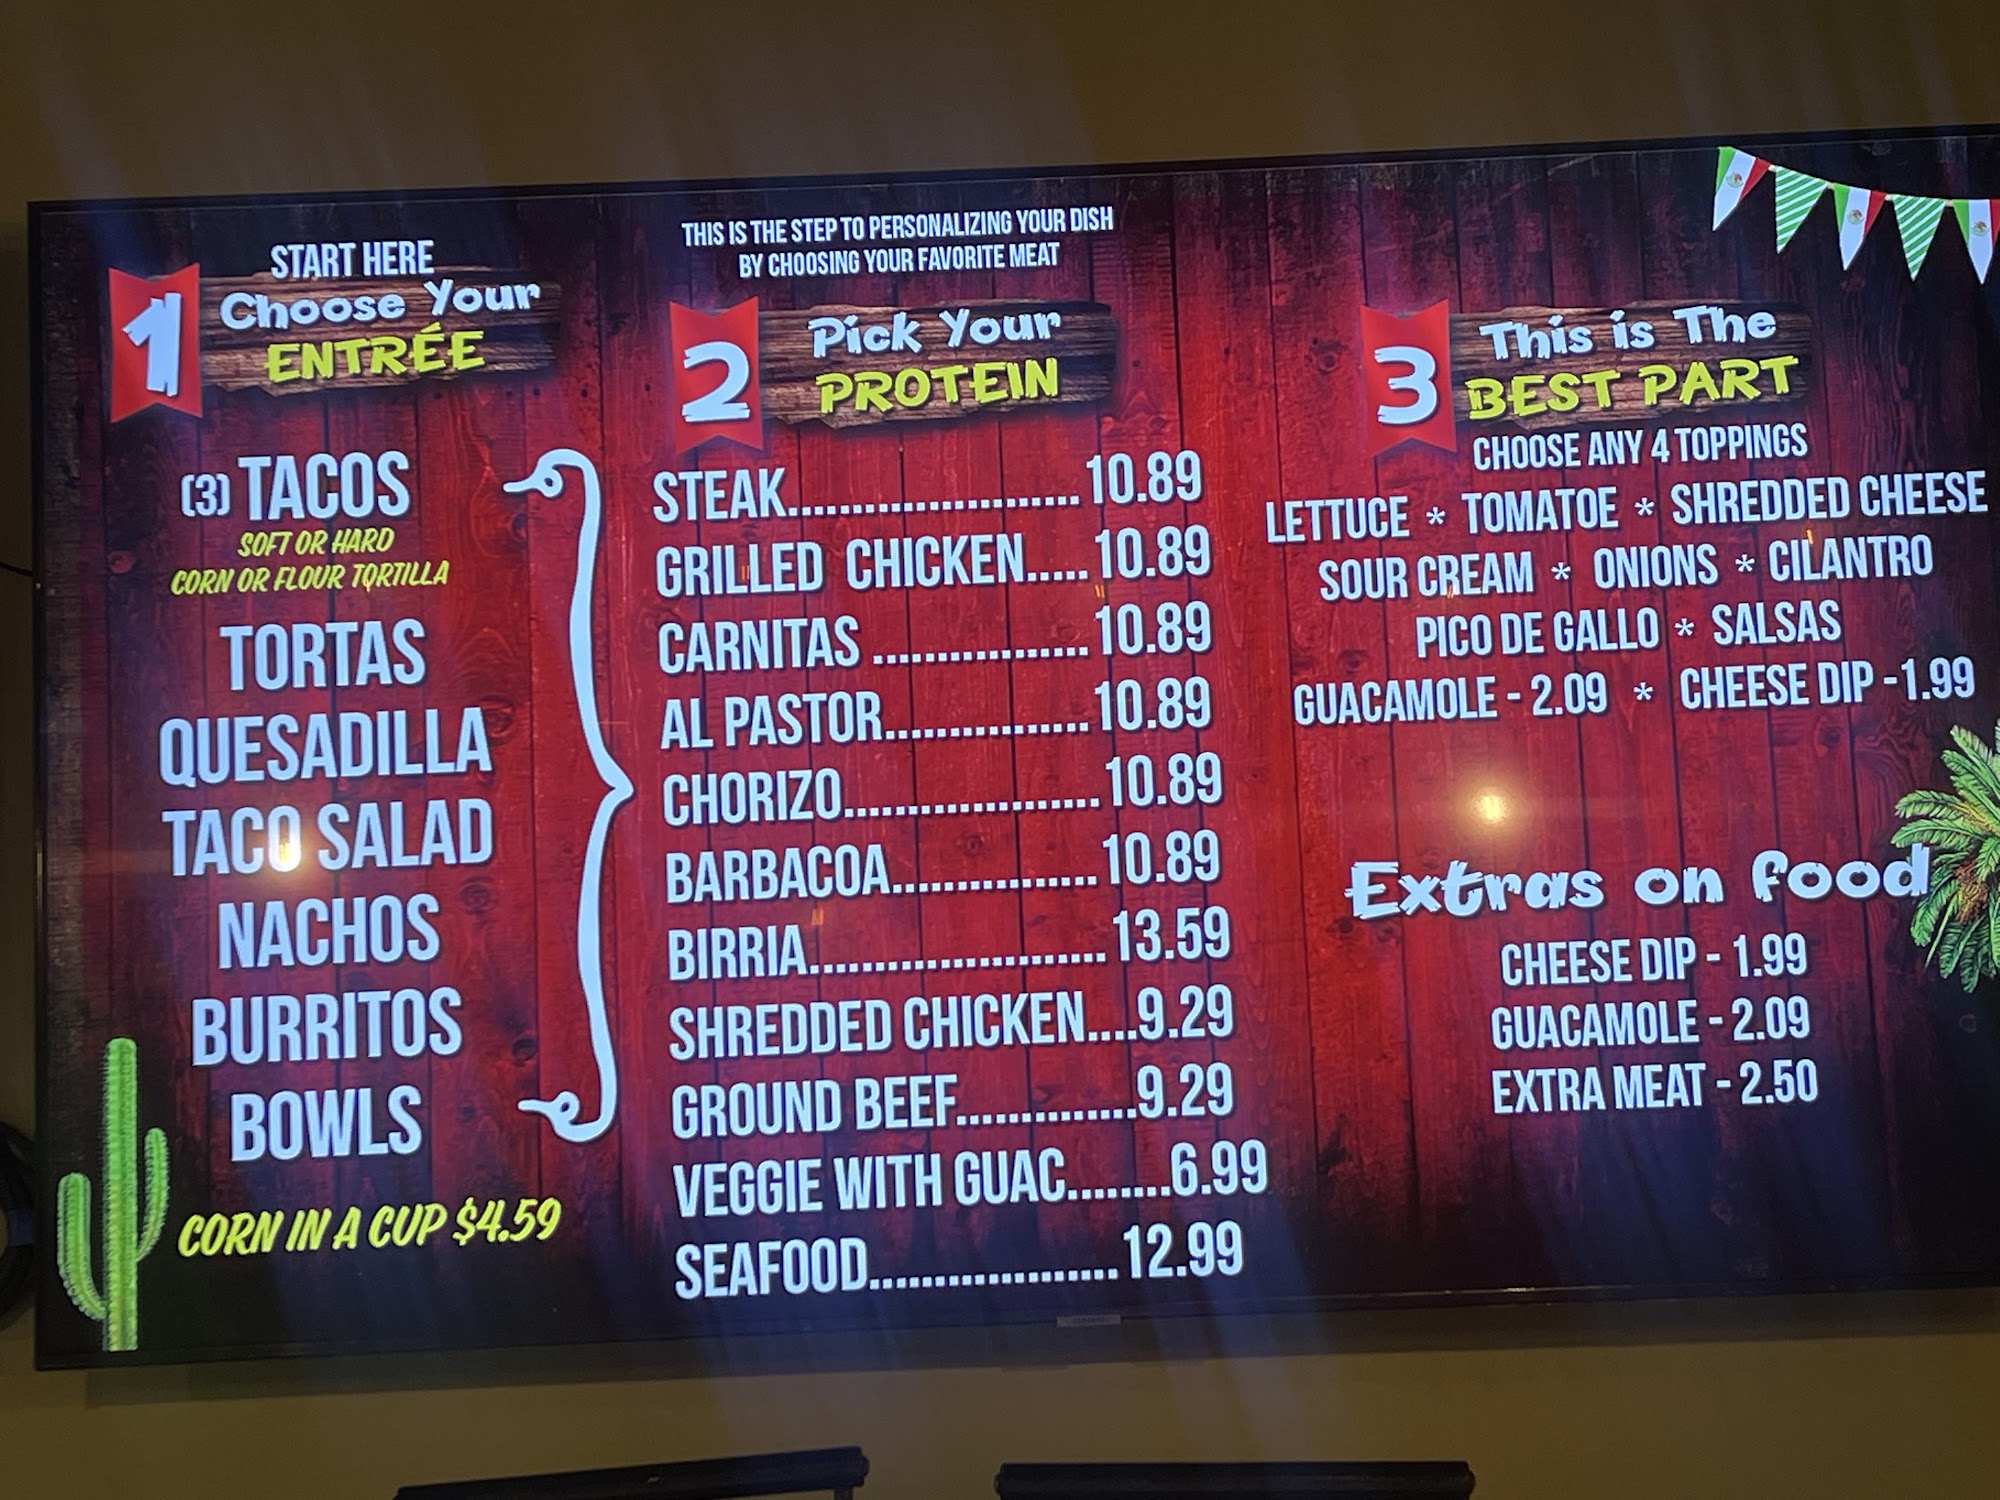 START HERE
1 Choose Your
ENTRÉE
(3) TACOS
SOFT OR HARD
CORN OR FLOUR TORTILLA
TORTAS
QUESADILLA
TACO SALAD
NACHOS
BURRITOS
BOWLS
CORN IN A CUP $4.59
THIS IS THE STEP TO PERSONALIZING YOUR DISH
BY CHOOSING YOUR FAVORITE MEAT
2 Pick Your
PROTEIN
STEAK....................... 10.89
GRILLED CHICKEN..... 10.89
CARNITAS ................. 10.89
AL PASTOR................ 10.89
CHORIZO.................... 10.89
BARBACOA................ 10.89
BIRRIA....................... 13.59
SHREDDED CHICKEN....9.29
GROUND BEEF..............9.29
VEGGIE WITH GUAC........6.99
SEAFOOD................... 12.99
3 This is The
BEST PART
CHOOSE ANY 4 TOPPINGS
LETTUCE * TOMATOE * SHREDDED CHEESE
SOUR CREAM * ONIONS * CILANTRO
PICO DE GALLO * SALSAS
GUACAMOLE - 2.09 * CHEESE DIP -1.99
Extras on food
CHEESE DIP - 1.99
GUACAMOLE - 2.09
EXTRA MEAT - 2.50